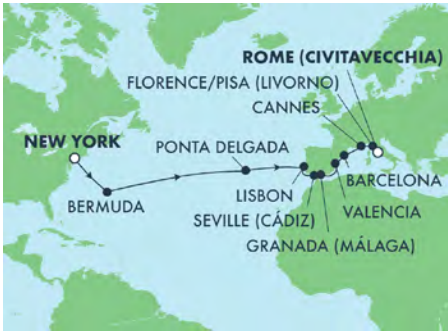 ROME (CIVITAVECCHIA)
FLORENCE/PISA (LIVORNO)
CANNES
NEW YORK
PONTA DELGADA
BERMUDA
LISBON
BARCELONA
SEVILLE (CÁDIZ)
VALENCIA
GRANADA (MÁLAGA)